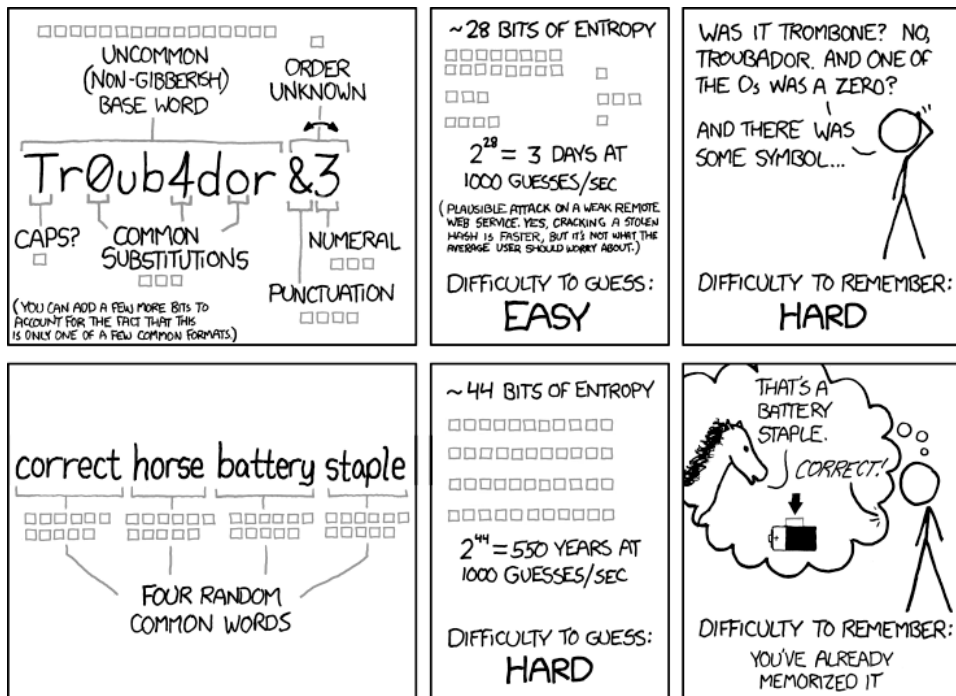 UNCOMMON
(NON-GIBBERISH)
BASE WORD
ORDER
UNKNOWN
Tr0ub4dor &3
CAPS?
COMMON
SUBSTITUTIONS
NUMERAL
PUNCTUATION
(YOU CAN ADD A FEW MORE BITS TO
ACCOUNT FOR THE FACT THAT THIS
IS ONLY ONE OF A FEW COMMON FORMATS.)
~28 BITS OF ENTROPY
2^28 = 3 DAYS AT
1000 GUESSES/SEC
(PLAUSIBLE ATTACK ON A WEAK REMOTE
WEB SERVICE. YES, CRACKING A STOLEN
HASH IS FASTER, BUT IT'S NOT WHAT THE
AVERAGE USER SHOULD WORRY ABOUT.)
DIFFICULTY TO GUESS:
EASY
WAS IT TROMBONE? NO,
TROUBADOR. AND ONE OF
THE Os WAS A ZERO?
AND THERE WAS
SOME SYMBOL...
DIFFICULTY TO REMEMBER:
HARD
correct horse battery staple
FOUR RANDOM
COMMON WORDS
~44 BITS OF ENTROPY
2^44 = 550 YEARS AT
1000 GUESSES/SEC
DIFFICULTY TO GUESS:
HARD
THAT'S A
BATTERY
STAPLE.
CORRECT!
DIFFICULTY TO REMEMBER:
YOU'VE ALREADY
MEMORIZED IT